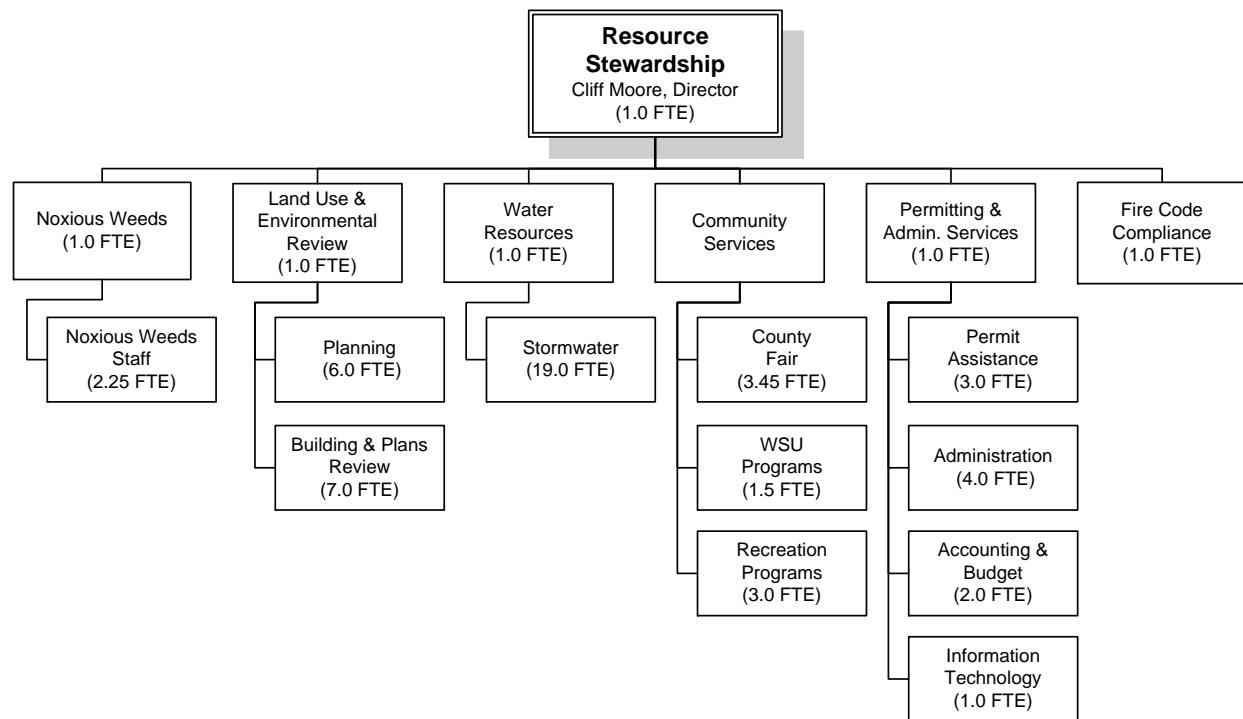 Resource
Stewardship
Cliff Moore, Director
(1.0 FTE)
Noxious Weeds
(1.0 FTE)
Land Use &
Environmental
Review
(1.0 FTE)
Water
Resources
(1.0 FTE)
Community
Services
Permitting &
Admin. Services
(1.0 FTE)
Fire Code
Compliance
(1.0 FTE)
Noxious Weeds
Staff
(2.25 FTE)
Planning
(6.0 FTE)
Stormwater
(19.0 FTE)
County
Fair
(3.45 FTE)
Permit
Assistance
(3.0 FTE)
Building & Plans
Review
(7.0 FTE)
WSU
Programs
(1.5 FTE)
Administration
(4.0 FTE)
Recreation
Programs
(3.0 FTE)
Accounting &
Budget
(2.0 FTE)
Information
Technology
(1.0 FTE)